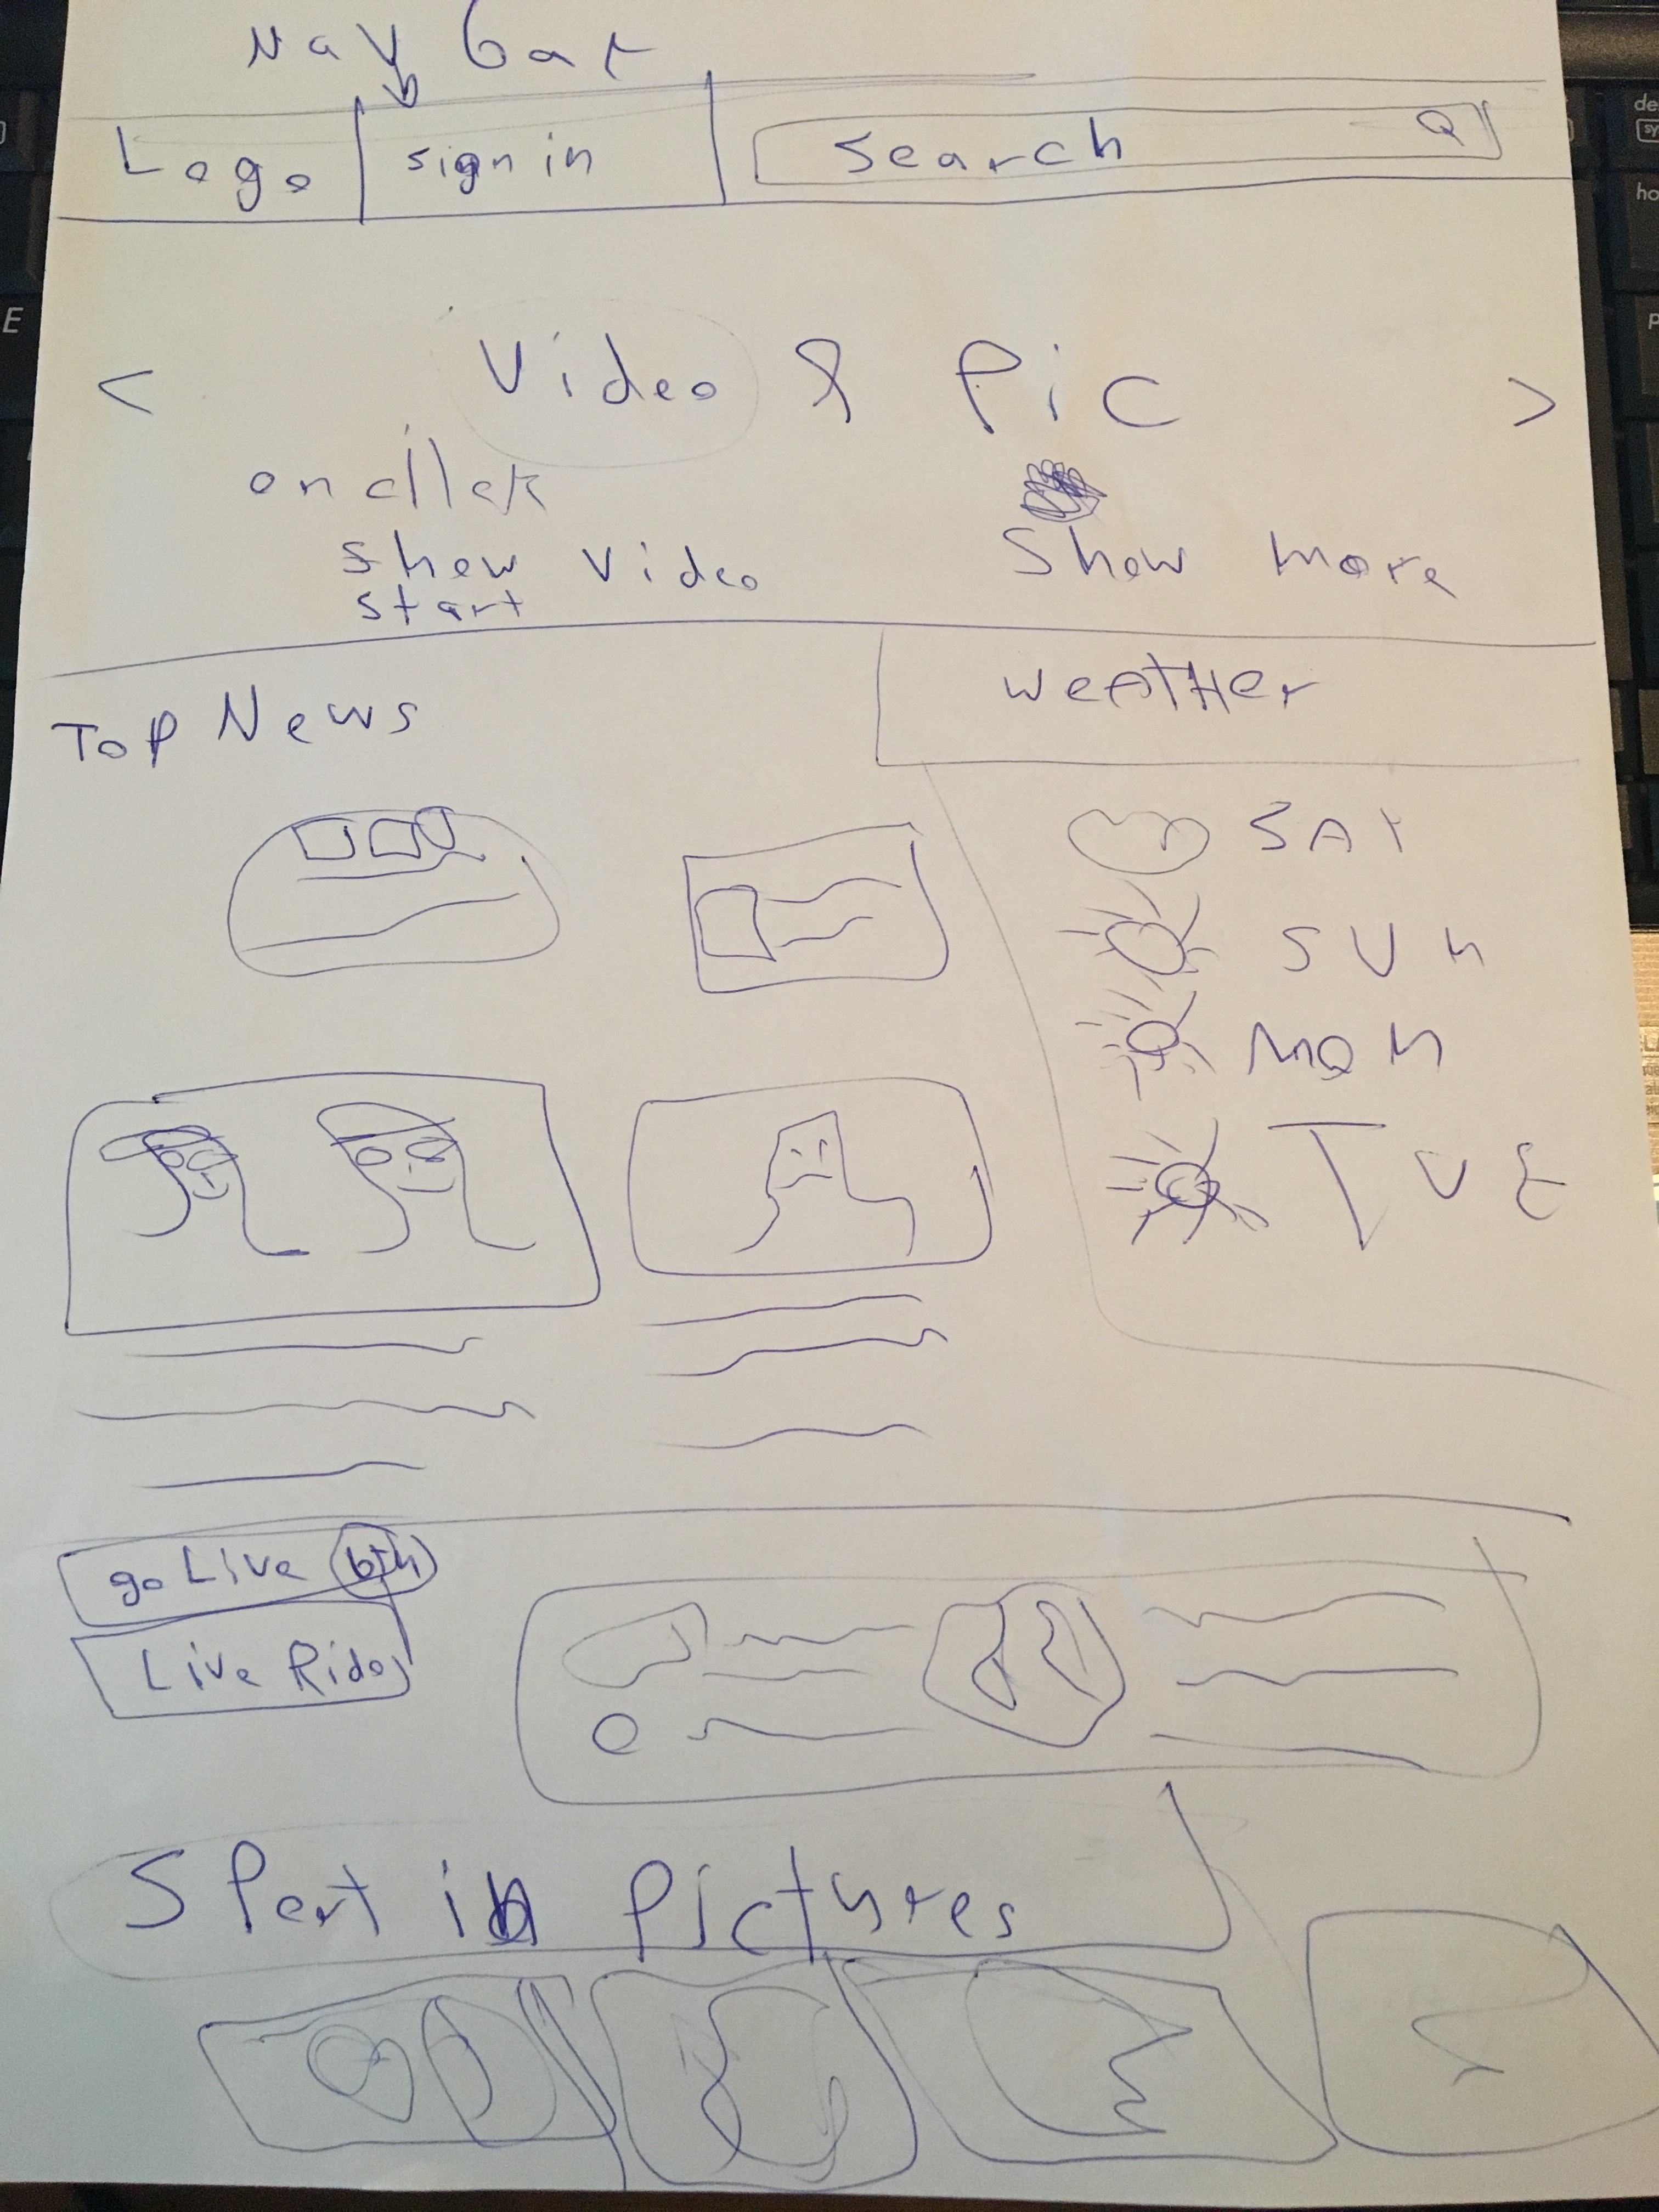 Nav bar
Logo sign in Search
< Video & Pic >
on click
show video
start
Show more
Top News
WeATHer
SAT
SUN
MON
TUE
go Live btn
Live Rides
Sport in Pictures